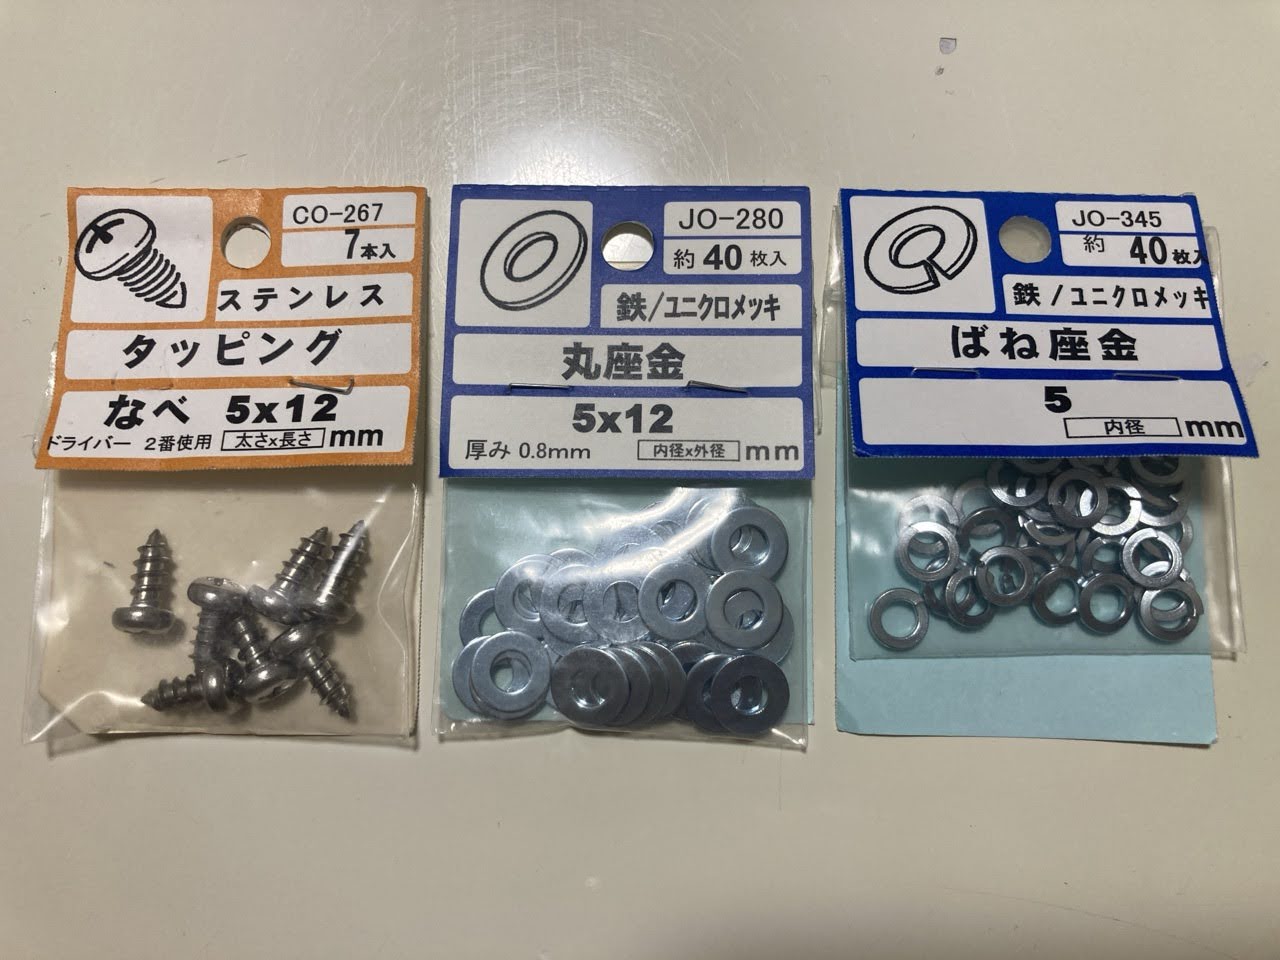 CO-267
7本入
ステンレス
タッピング
なべ 5x12
ドライバー 2番使用 太さx長さ mm
JO-280
約 40 枚入
鉄/ユニクロメッキ
丸座金
5x12
厚み 0.8mm 内径x外径 mm
JO-345
約 40枚入
鉄/ユニクロメッキ
ばね座金
5
内径 mm